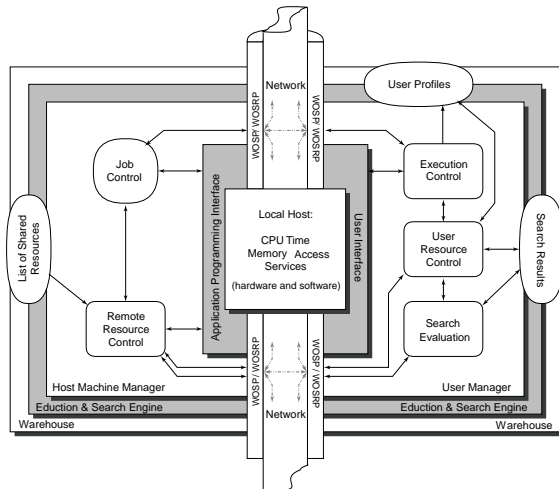 Network
WOSP/ WOSRP
WOSP/ WOSRP
User Profiles
Job
Control
Execution
Control
Application Programming Interface
User Interface
Local Host:
CPU Time
Memory Access
Services
(hardware and software)
List of Shared
Resources
User
Resource
Control
Search Results
Remote
Resource
Control
Search
Evaluation
WOSP / WOSRP
WOSP / WOSRP
Host Machine Manager
User Manager
Network
Eduction & Search Engine
Eduction & Search Engine
Warehouse
Warehouse